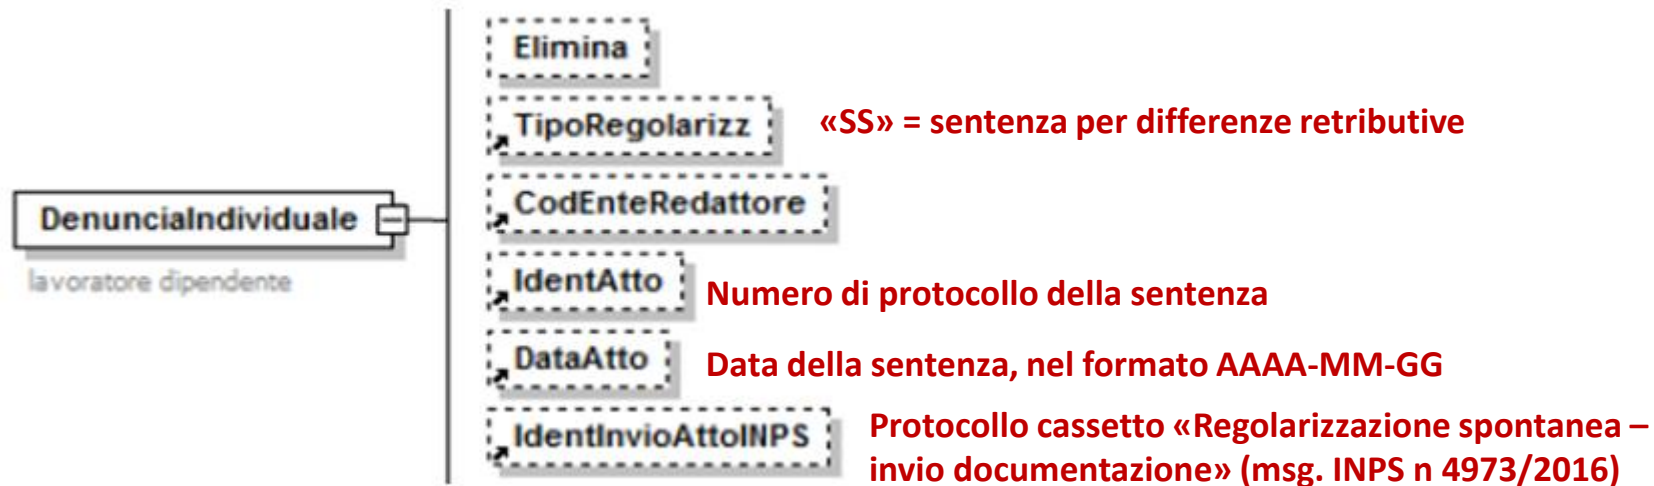 Elimina
TipoRegolarizz
«SS» = sentenza per differenze retributive
CodEnteRedattore
DenunciaIndividuale
lavoratore dipendente
IdentAtto
Numero di protocollo della sentenza
DataAtto
Data della sentenza, nel formato AAAA-MM-GG
IdentInvioAttoINPS
Protocollo cassetto «Regolarizzazione spontanea –
invio documentazione» (msg. INPS n 4973/2016)